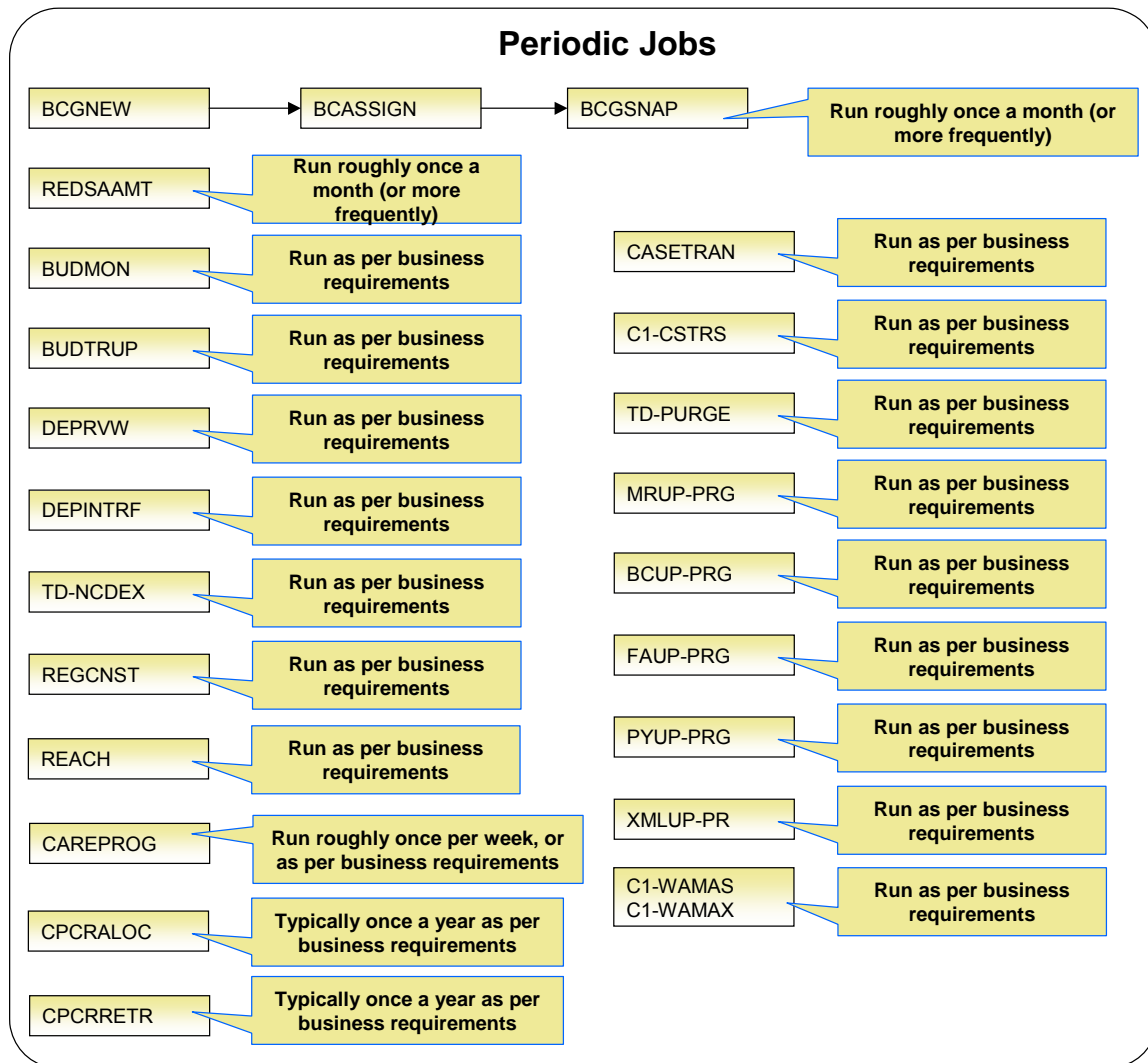 Periodic Jobs
BCGNEW
BCASSIGN
BCGSNAP
Run roughly once a month (or
more frequently)
REDSAAMT
Run roughly once a
month (or more
frequently)
BUDMON
Run as per business
requirements
BUDTRUP
Run as per business
requirements
DEPRVW
Run as per business
requirements
DEPINTRF
Run as per business
requirements
TD-NCDEX
Run as per business
requirements
REGCNST
Run as per business
requirements
REACH
Run as per business
requirements
CAREPROG
Run roughly once per week, or
as per business requirements
CPCRALOC
Typically once a year as per
business requirements
CPCRRETR
Typically once a year as per
business requirements
CASETRAN
Run as per business
requirements
C1-CSTRS
Run as per business
requirements
TD-PURGE
Run as per business
requirements
MRUP-PRG
Run as per business
requirements
BCUP-PRG
Run as per business
requirements
FAUP-PRG
Run as per business
requirements
PYUP-PRG
Run as per business
requirements
XMLUP-PR
Run as per business
requirements
C1-WAMAS
C1-WAMAX
Run as per business
requirements